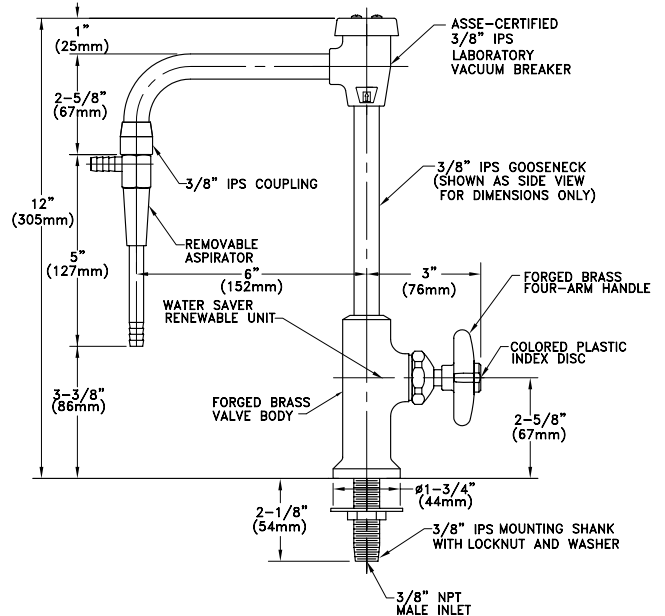 1"
(25mm)
ASSE-CERTIFIED
3/8" IPS
LABORATORY
VACUUM BREAKER
2-5/8"
(67mm)
3/8" IPS GOOSENECK
(SHOWN AS SIDE VIEW
FOR DIMENSIONS ONLY)
3/8" IPS COUPLING
12"
(305mm)
REMOVABLE
ASPIRATOR
5"
(127mm)
6"
(152mm)
3"
(76mm)
FORGED BRASS
FOUR-ARM HANDLE
WATER SAVER
RENEWABLE UNIT
COLORED PLASTIC
INDEX DISC
3-3/8"
(86mm)
FORGED BRASS
VALVE BODY
2-5/8"
(67mm)
ø1-3/4"
(44mm)
2-1/8"
(54mm)
3/8" IPS MOUNTING SHANK
WITH LOCKNUT AND WASHER
3/8" NPT
MALE INLET